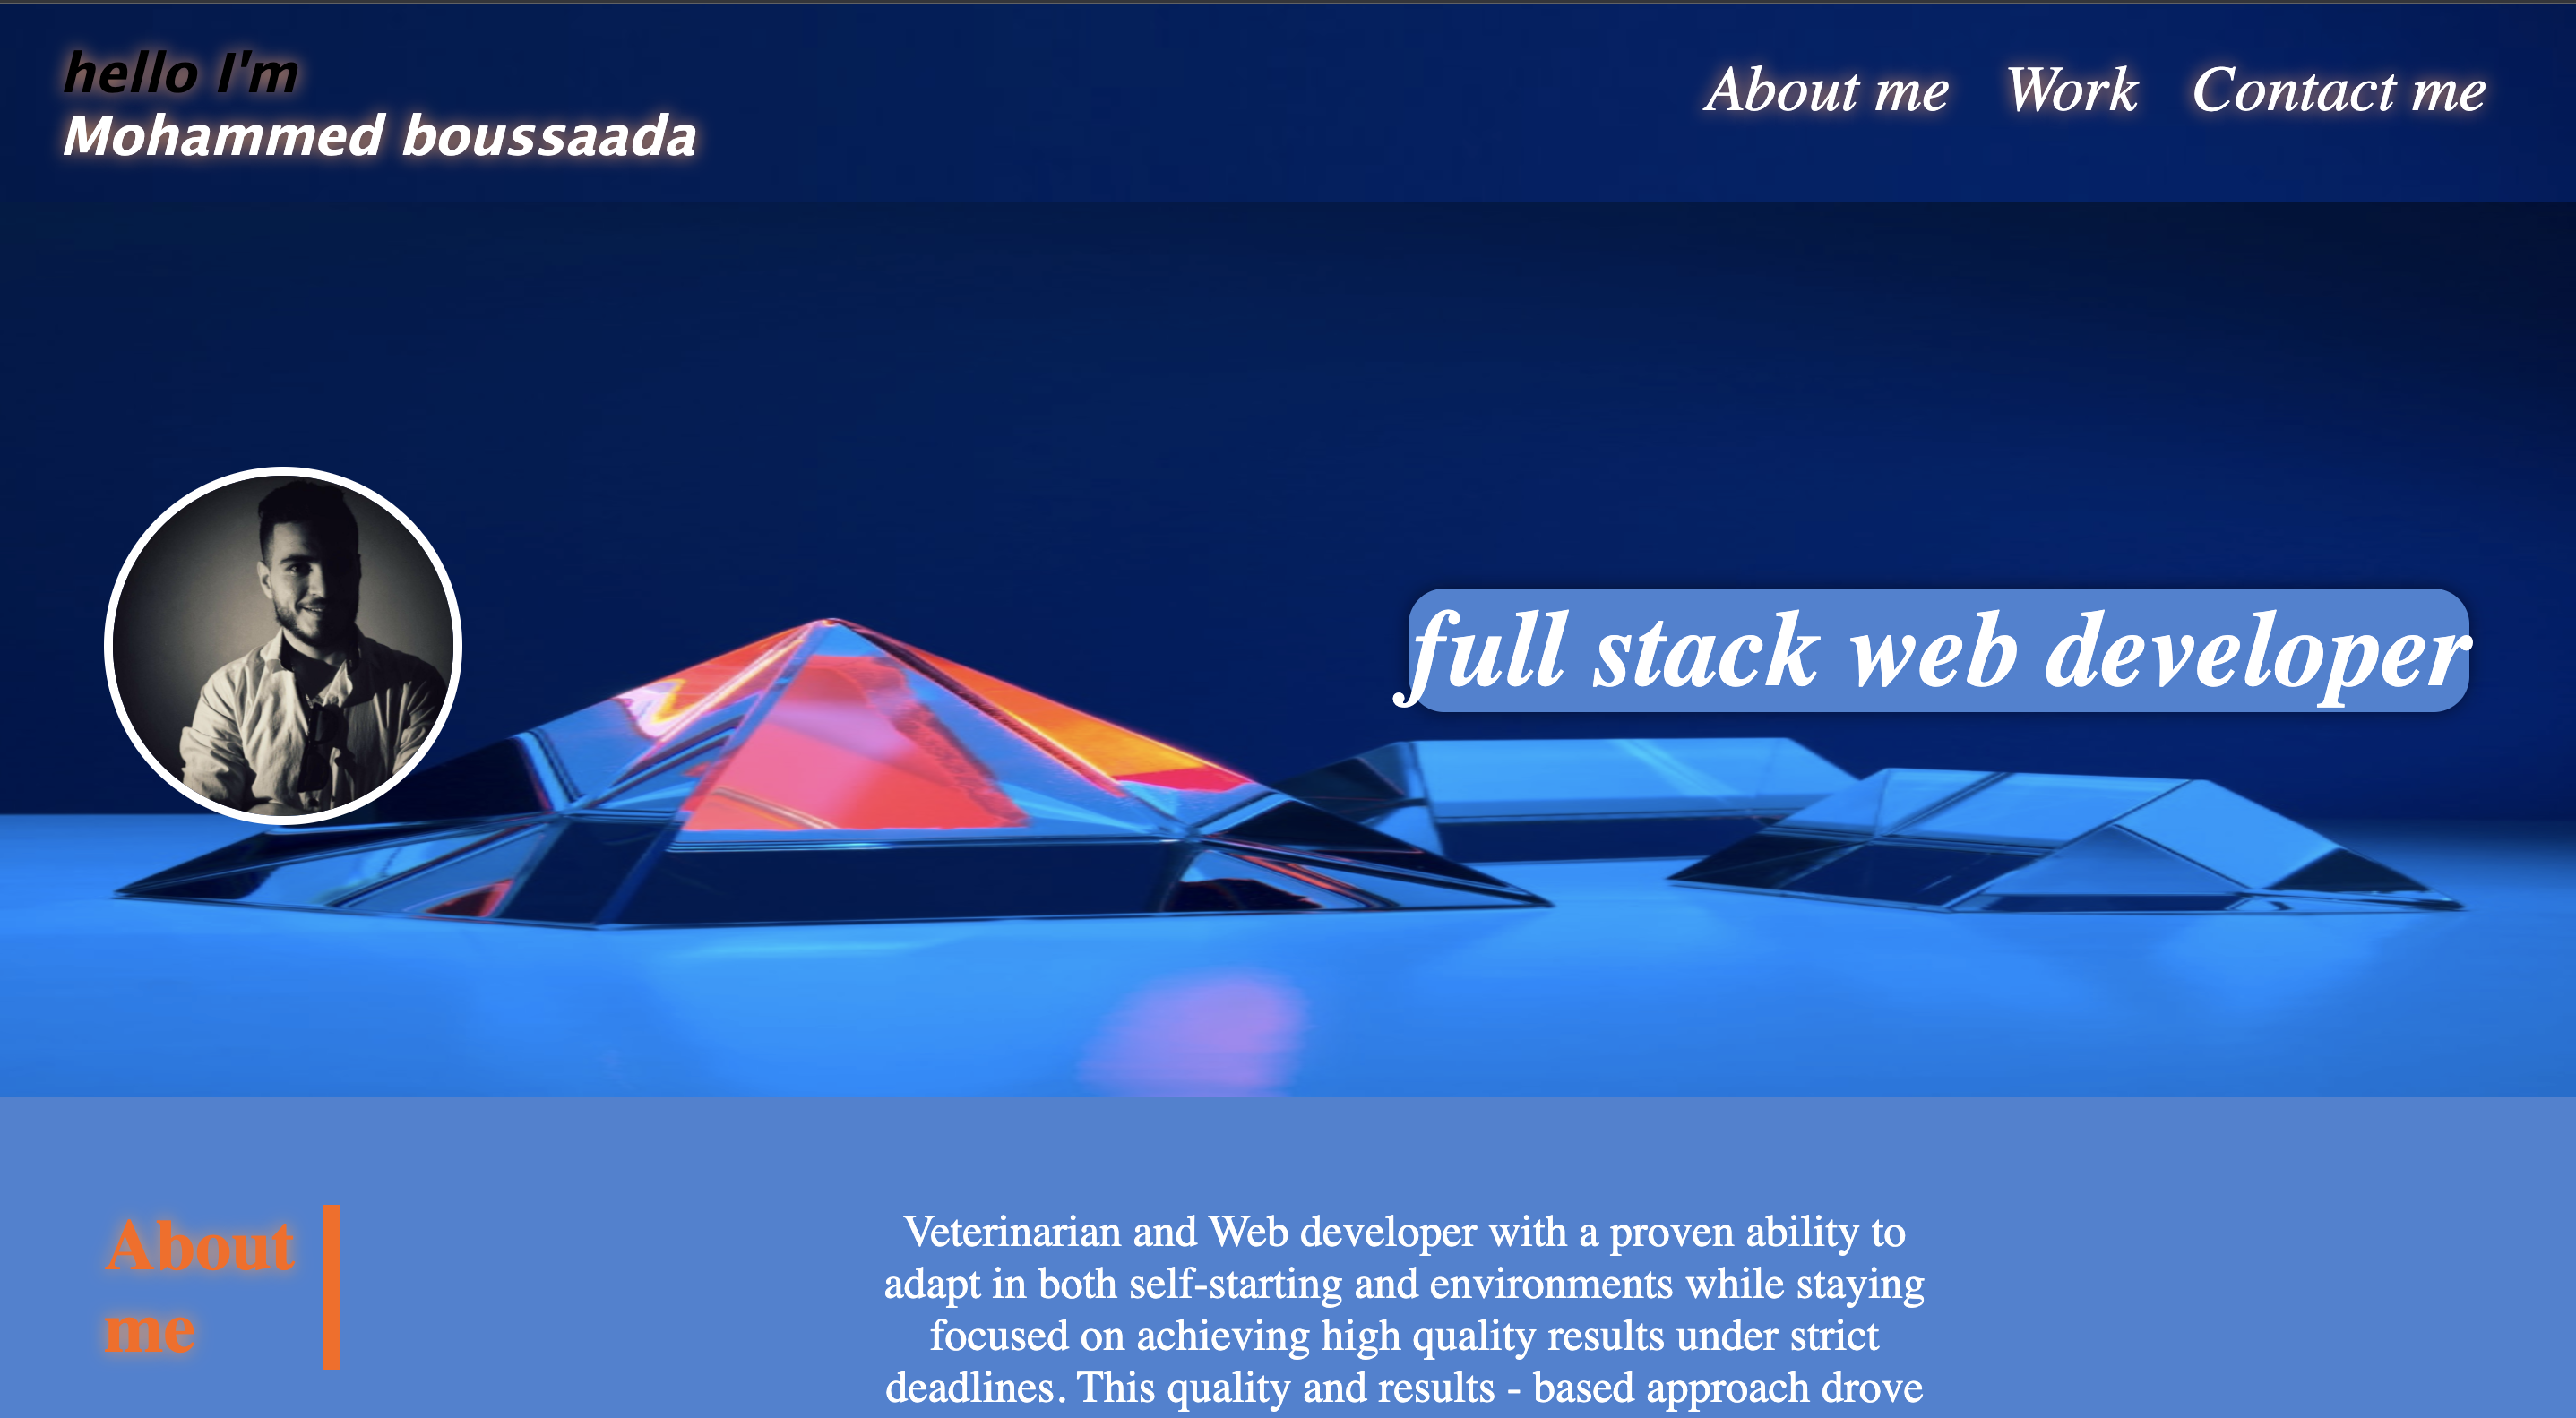 hello I'm
Mohammed boussaada
About me Work Contact me
full stack web developer
About
me
Veterinarian and Web developer with a proven ability to
adapt in both self-starting and environments while staying
focused on achieving high quality results under strict
deadlines. This quality and results - based approach drove